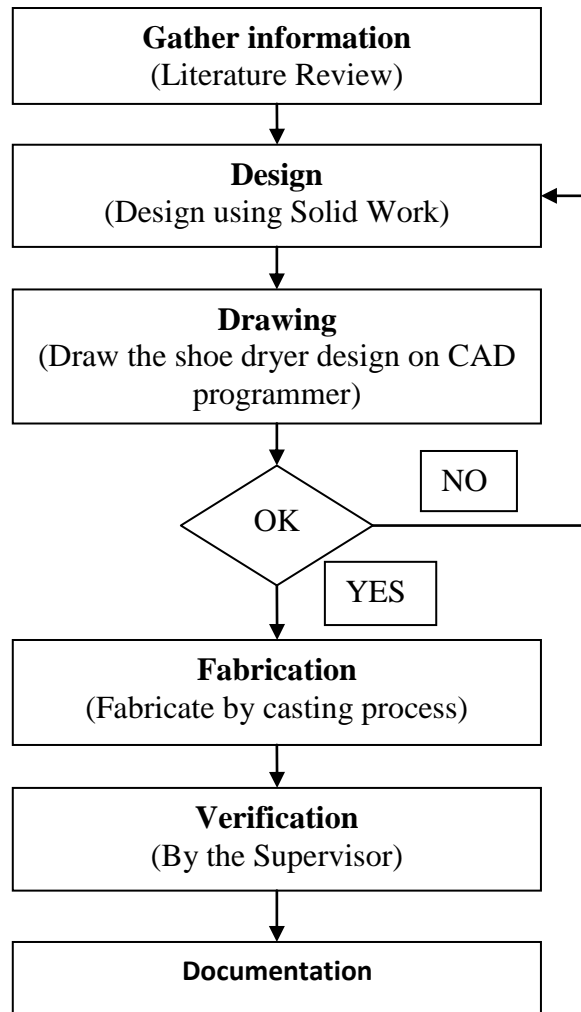 Gather information
(Literature Review)
Design
(Design using Solid Work)
Drawing
(Draw the shoe dryer design on CAD
programmer)
NO
OK
YES
Fabrication
(Fabricate by casting process)
Verification
(By the Supervisor)
Documentation